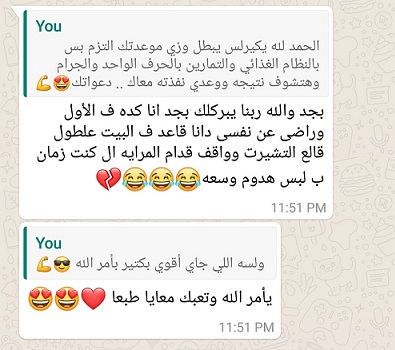 You
الحمد لله يكيرلس يبطل وزي موعدتك التزم بس
بالنظام الغذائي والتمارين بالحرف الواحد والجرام
وهتشوف نتيجه ووعدي نفذته معاك .. دعواتك😍💪
بجد والله ربنا يبركلك بجد انا كده ف الأول
وراضى عن نفسى دانا قاعد ف البيت علطول
قالع التشيرت وواقف قدام المرايه ال كنت زمان
ب لبس هدوم وسعه😂😂😂💔
11:51 PM
You
ولسه اللي جاي أقوي بكتير بأمر الله 😎💪
يأمر الله وتعبك معايا طبعا ❤😍😍
11:51 PM